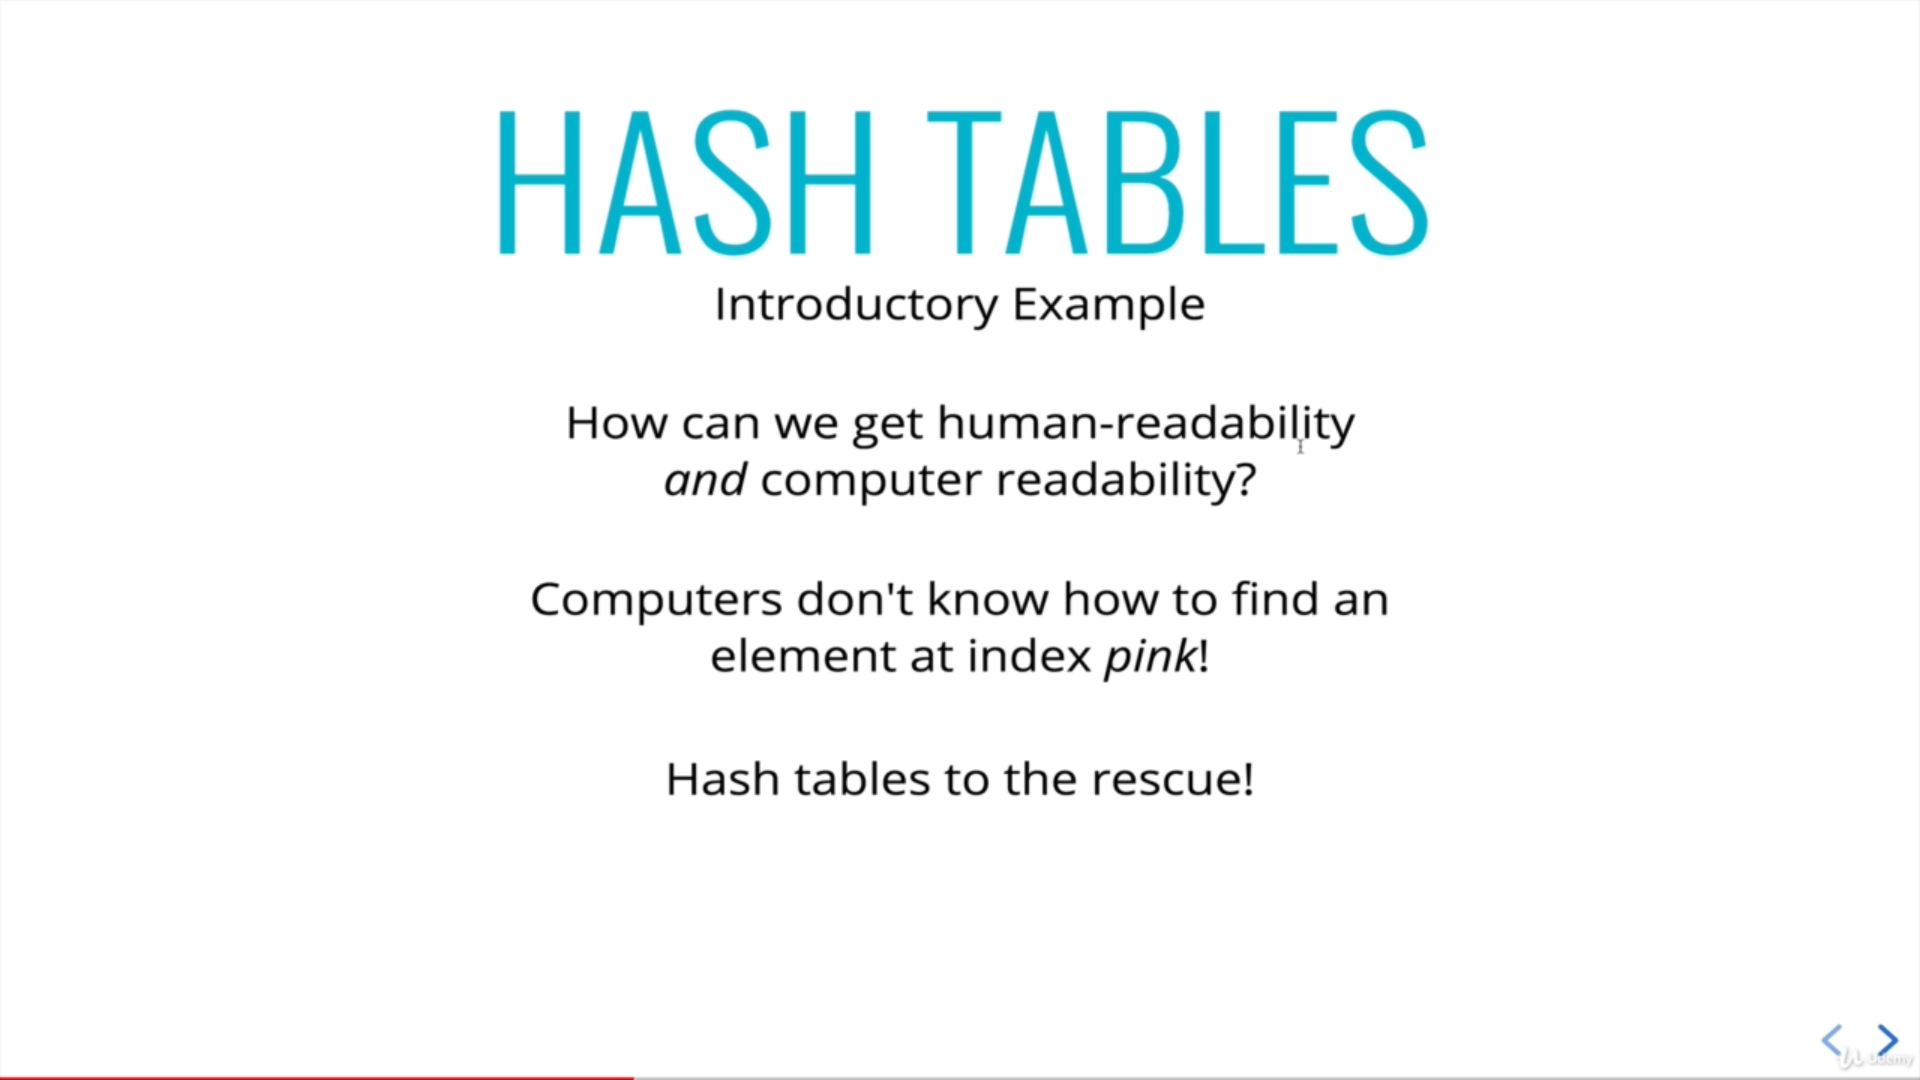 HASH TABLES
Introductory Example
How can we get human-readability
and computer readability?
Computers don't know how to find an
element at index pink!
Hash tables to the rescue!
Udemy